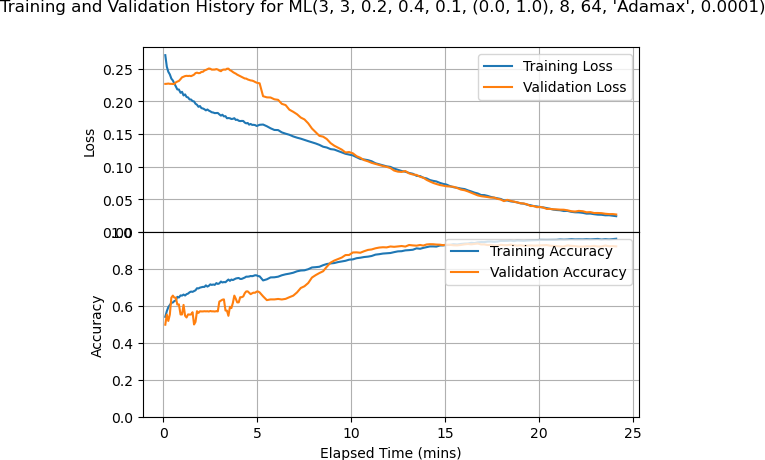 Training and Validation History for ML(3, 3, 0.2, 0.4, 0.1, (0.0, 1.0), 8, 64, 'Adamax', 0.0001)
0.25
0.20
0.15
0.10
0.05
0.00
Loss
Training Loss
Validation Loss
1.0
0.8
0.6
0.4
0.2
0.0
Accuracy
Training Accuracy
Validation Accuracy
0
5
10
15
20
25
Elapsed Time (mins)